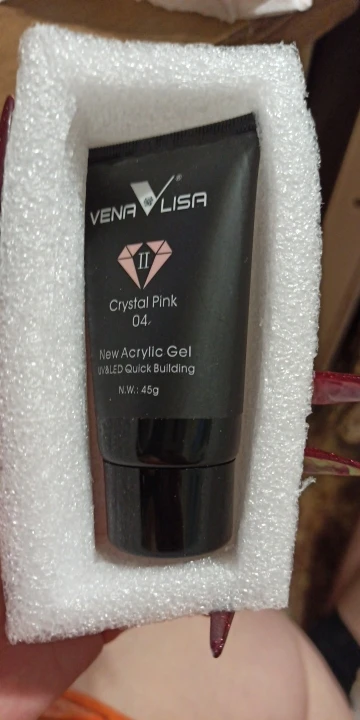 VENA LISA®
II
Crystal Pink
04
New Acrylic Gel
UV&LED Quick Building
N.W.: 45g